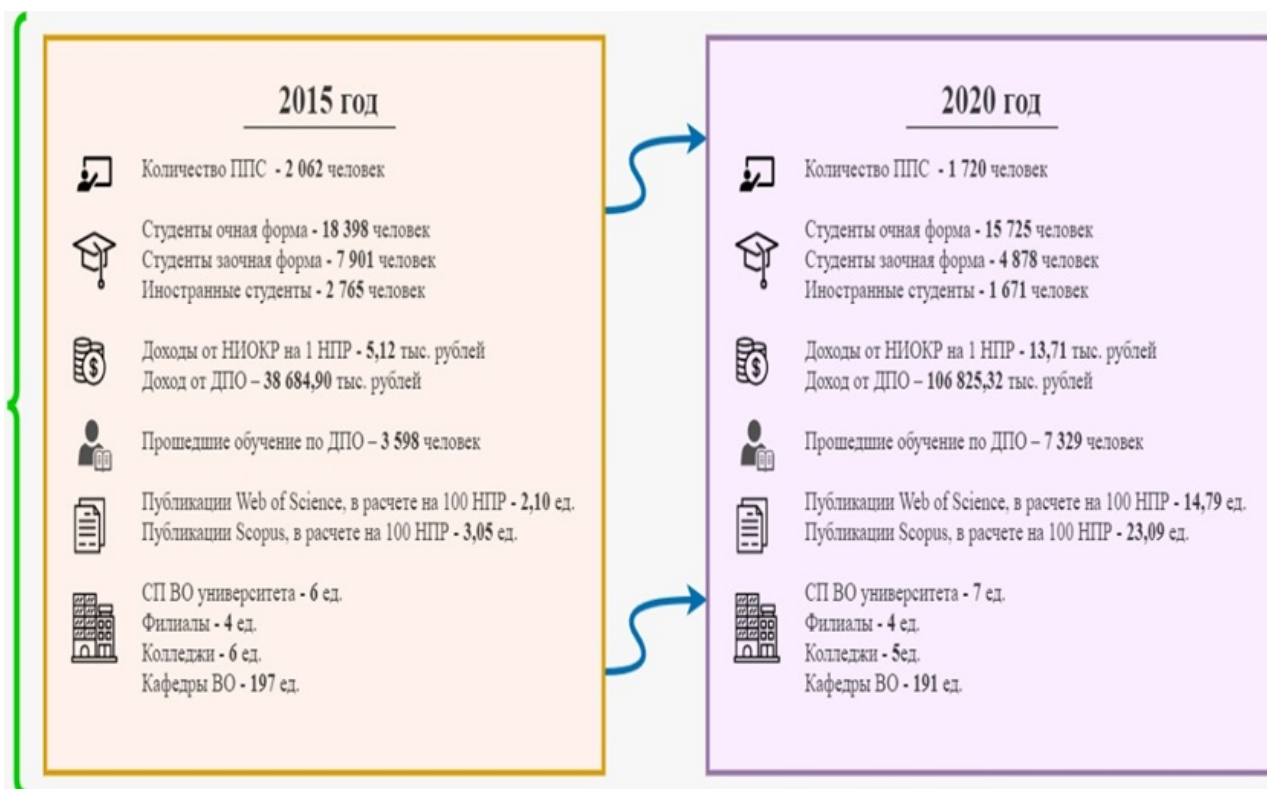 2015 год
Количество ППС - 2 062 человек
Студенты очная форма - 18 398 человек
Студенты заочная форма - 7 901 человек
Иностранные студенты - 2 765 человек
Доходы от НИОКР на 1 НПР - 5,12 тыс. рублей
Доход от ДПО – 38 684,90 тыс. рублей
Прошедшие обучение по ДПО – 3 598 человек
Публикации Web of Science, в расчете на 100 НПР - 2,10 ед.
Публикации Scopus, в расчете на 100 НПР - 3,05 ед.
СП ВО университета - 6 ед.
Филиалы - 4 ед.
Колледжи - 6 ед.
Кафедры ВО - 197 ед.
2020 год
Количество ППС - 1 720 человек
Студенты очная форма - 15 725 человек
Студенты заочная форма - 4 878 человек
Иностранные студенты - 1 671 человек
Доходы от НИОКР на 1 НПР - 13,71 тыс. рублей
Доход от ДПО – 106 825,32 тыс. рублей
Прошедшие обучение по ДПО – 7 329 человек
Публикации Web of Science, в расчете на 100 НПР - 14,79 ед.
Публикации Scopus, в расчете на 100 НПР - 23,09 ед.
СП ВО университета - 7 ед.
Филиалы - 4 ед.
Колледжи - 5ед.
Кафедры ВО - 191 ед.